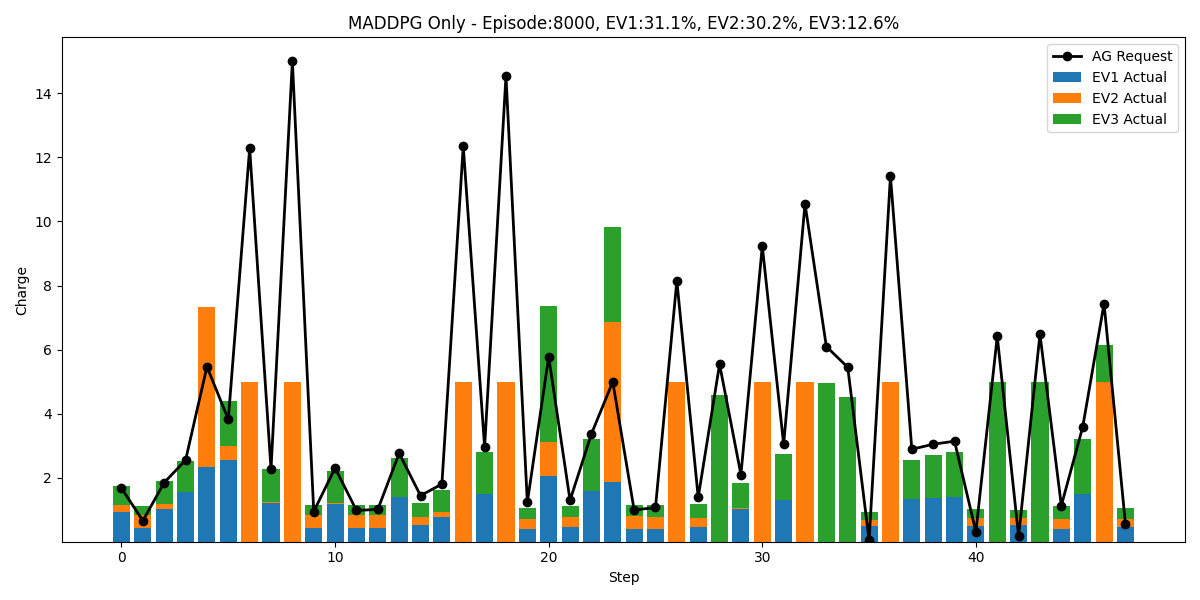 MADDPG Only - Episode:8000, EV1:31.1%, EV2:30.2%, EV3:12.6%
AG Request
EV1 Actual
EV2 Actual
EV3 Actual
Charge
14
12
10
8
6
4
2
0
10
20
30
40
Step